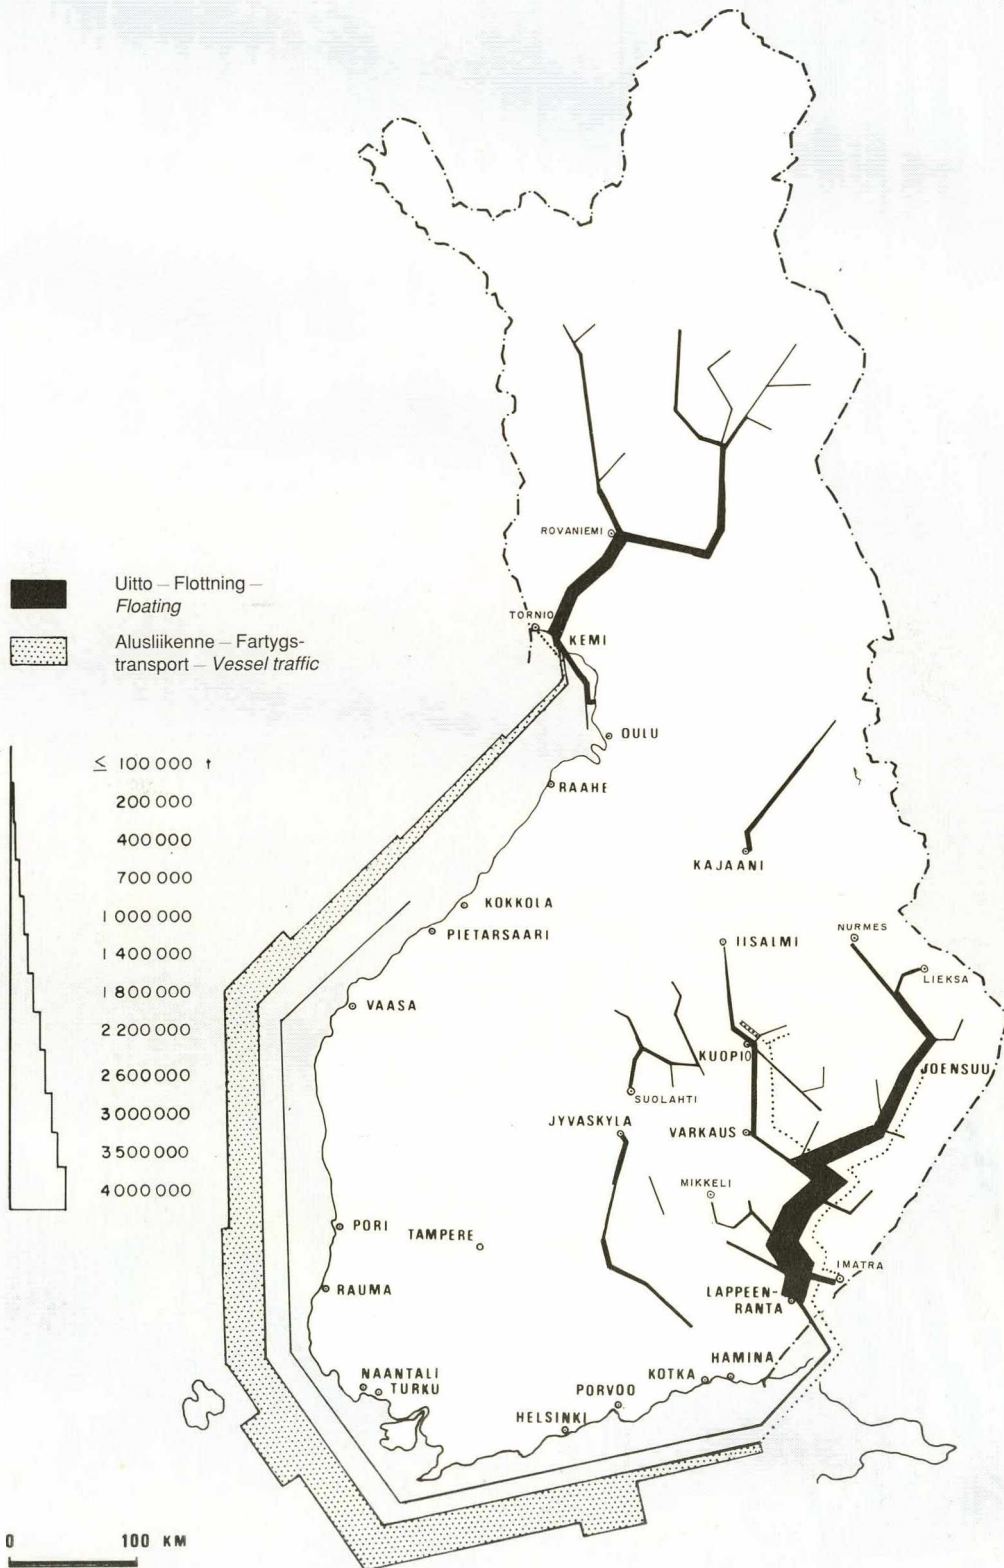 ROVANIEMI
TORNIO
KEMI
OULU
RAAHE
KAJAANI
KOKKOLA
PIETARSAARI
VAASA
IISALMI
NURMES
LIEKSA
KUOPIO
JOENSUU
SUOLAHTI
JYVASKYLA
VARKAUS
MIKKELI
PORI
TAMPERE
RAUMA
IMATRA
LAPPEEN-
RANTA
NAANTALI
TURKU
HELSINKI
PORVOO
KOTKA
HAMINA
Uitto – Flottning –
Floating
Alusliikenne – Fartygs-
transport – Vessel traffic
≤ 100 000 t
200 000
400 000
700 000
1 000 000
1 400 000
1 800 000
2 200 000
2 600 000
3 000 000
3 500 000
4 000 000
0 100 KM